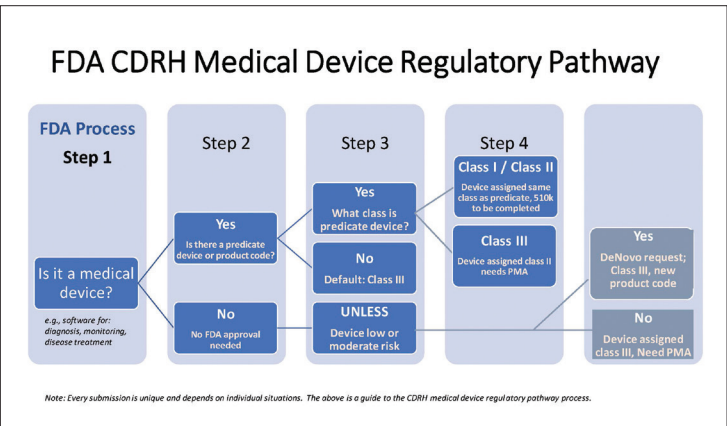 FDA CDRH Medical Device Regulatory Pathway
FDA Process
Step 1
Is it a medical
device?
e.g., software for:
diagnosis, monitoring,
disease treatment
Step 2
Yes
Is there a predicate
device or product code?
No
No FDA approval
needed
Step 3
Yes
What class is
predicate device?
No
Default: Class III
UNLESS
Device low or
moderate risk
Step 4
Class I / Class II
Device assigned same
class as predicate, 510k
to be completed
Class III
Device assigned class II
needs PMA
Yes
DeNovo request;
Class III, new
product code
No
Device assigned
class III, Need PMA
Note: Every submission is unique and depends on individual situations. The above is a guide to the CDRH medical device regulatory pathway process.